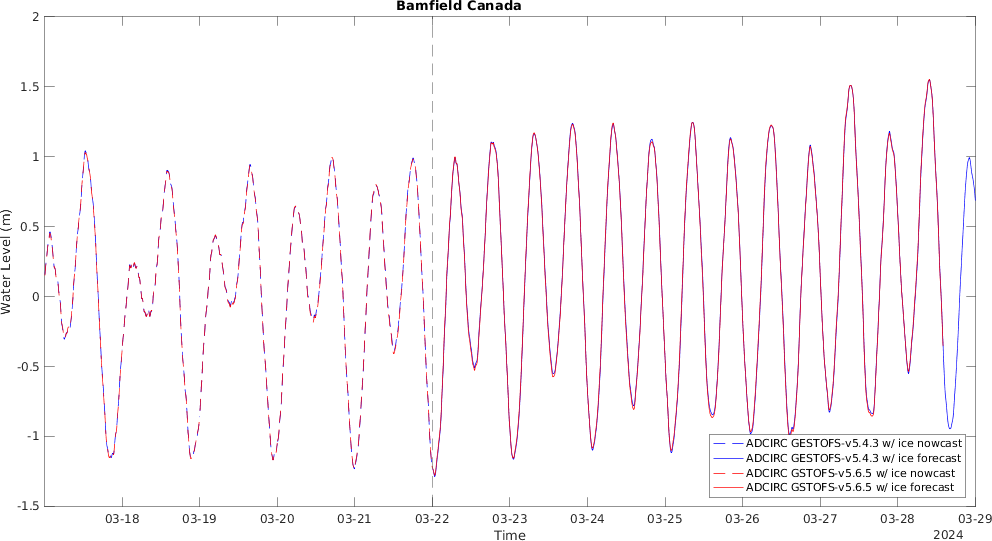 Bamfield Canada
2
1.5
1
0.5
0
-0.5
-1
-1.5
Water Level (m)
ADCIRC GESTOFS-v5.4.3 w/ ice nowcast
ADCIRC GESTOFS-v5.4.3 w/ ice forecast
ADCIRC GSTOFS-v5.6.5 w/ ice nowcast
ADCIRC GSTOFS-v5.6.5 w/ ice forecast
03-18 03-19 03-20 03-21 03-22 03-23 03-24 03-25 03-26 03-27 03-28 03-29
Time 2024